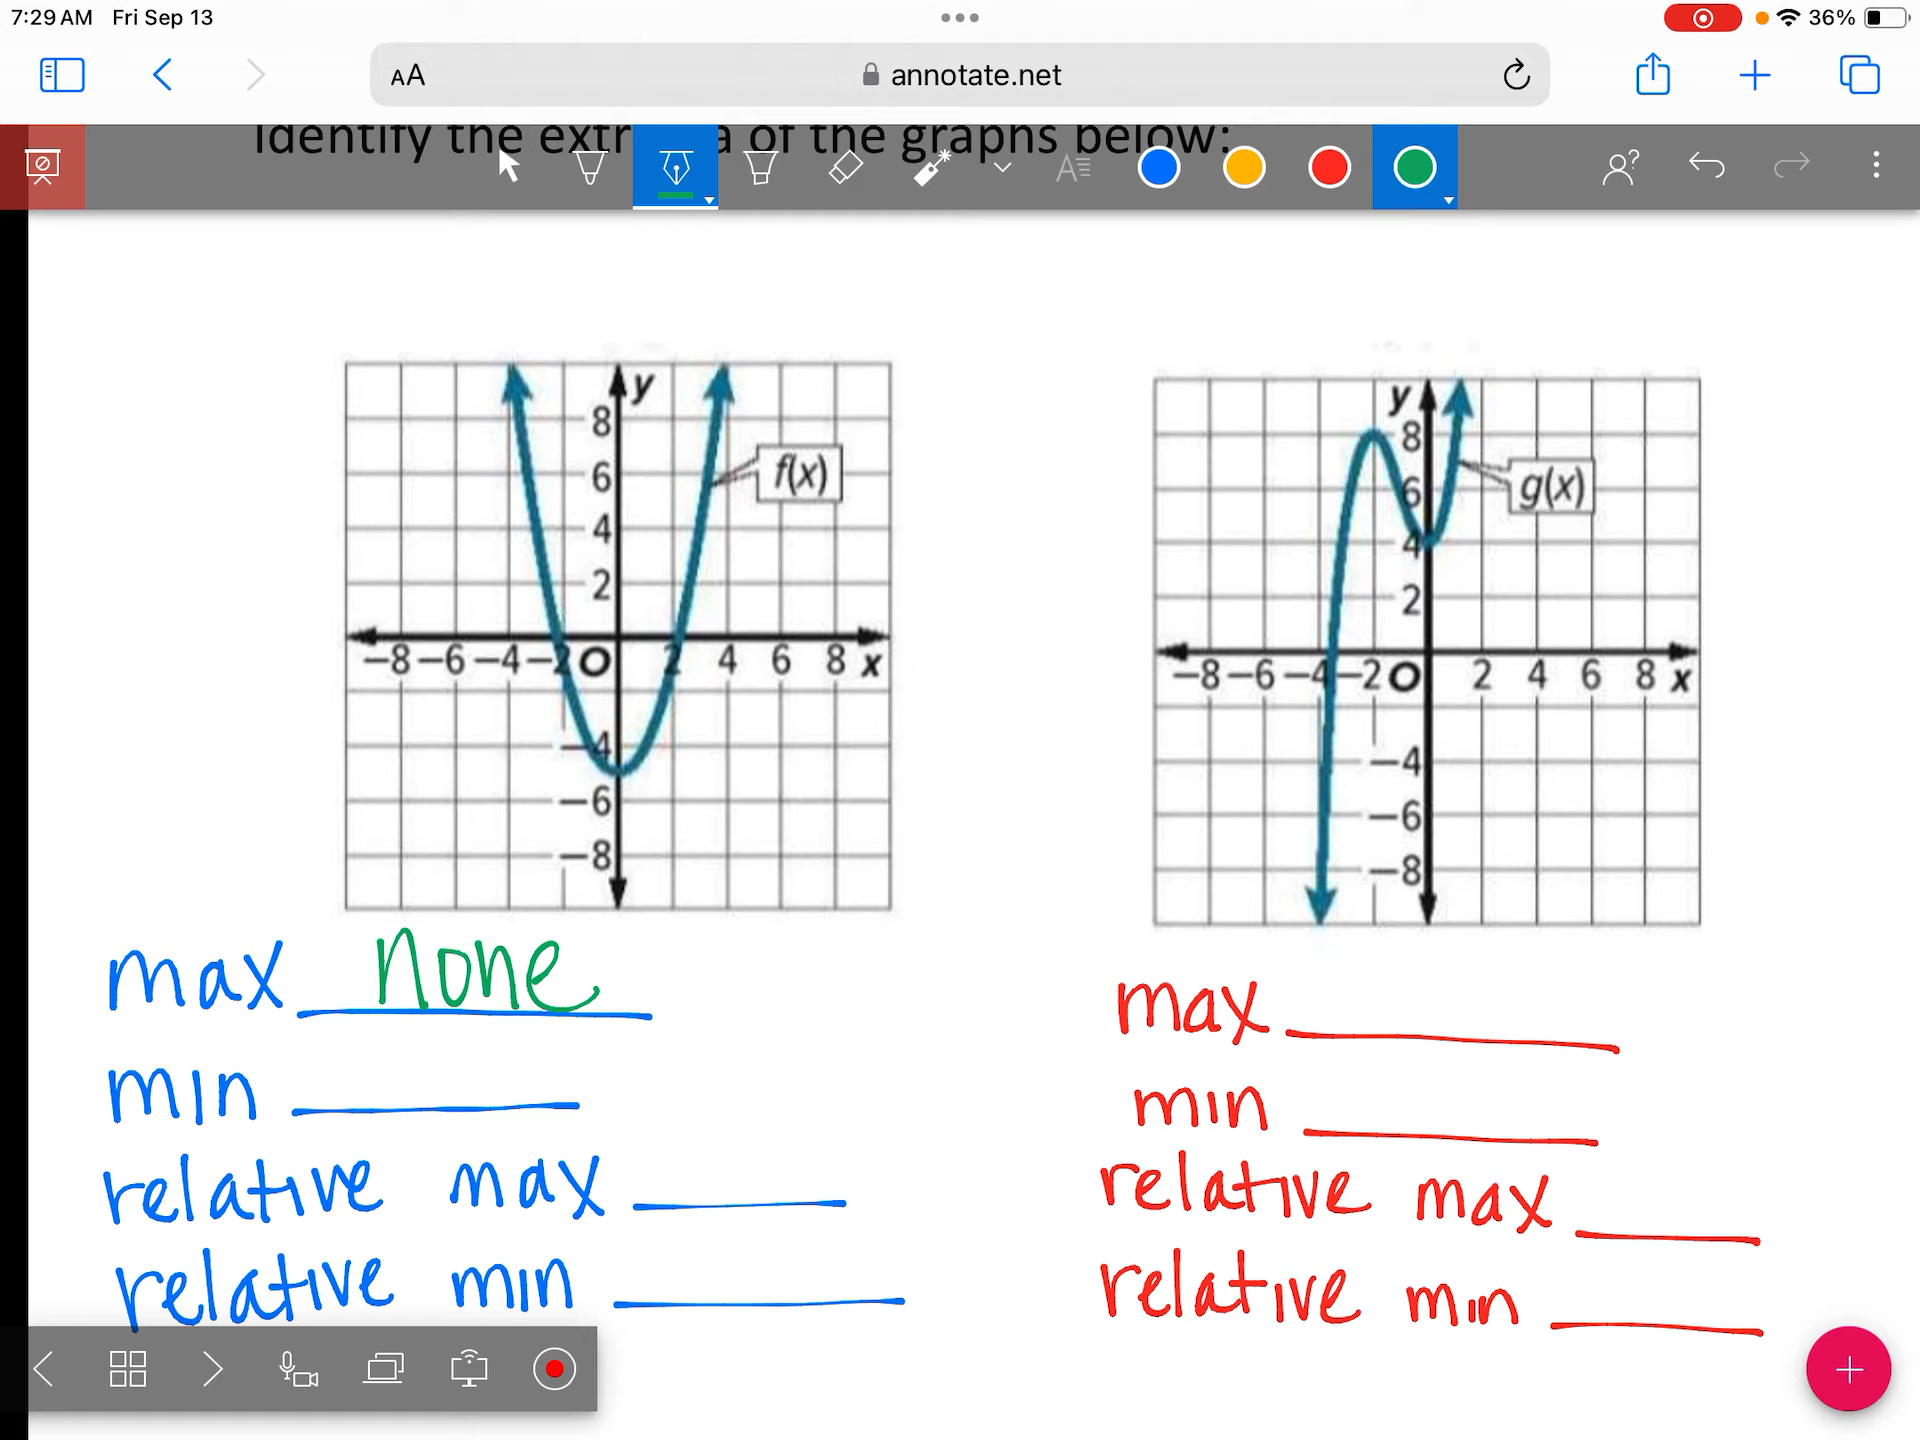 7:29 AM Fri Sep 13
36%
AA annotate.net
Identify the extr a of the graphs below:
A
y
8
6
4
2
f(x)
−8 −6 −4 −2 O 2 4 6 8 x
−4
−6
−8
y
8
6
4
2
g(x)
−8 −6 −4 −2 O 2 4 6 8 x
−4
−6
−8
max none
min
relative max
relative min
max
min
relative max
relative min